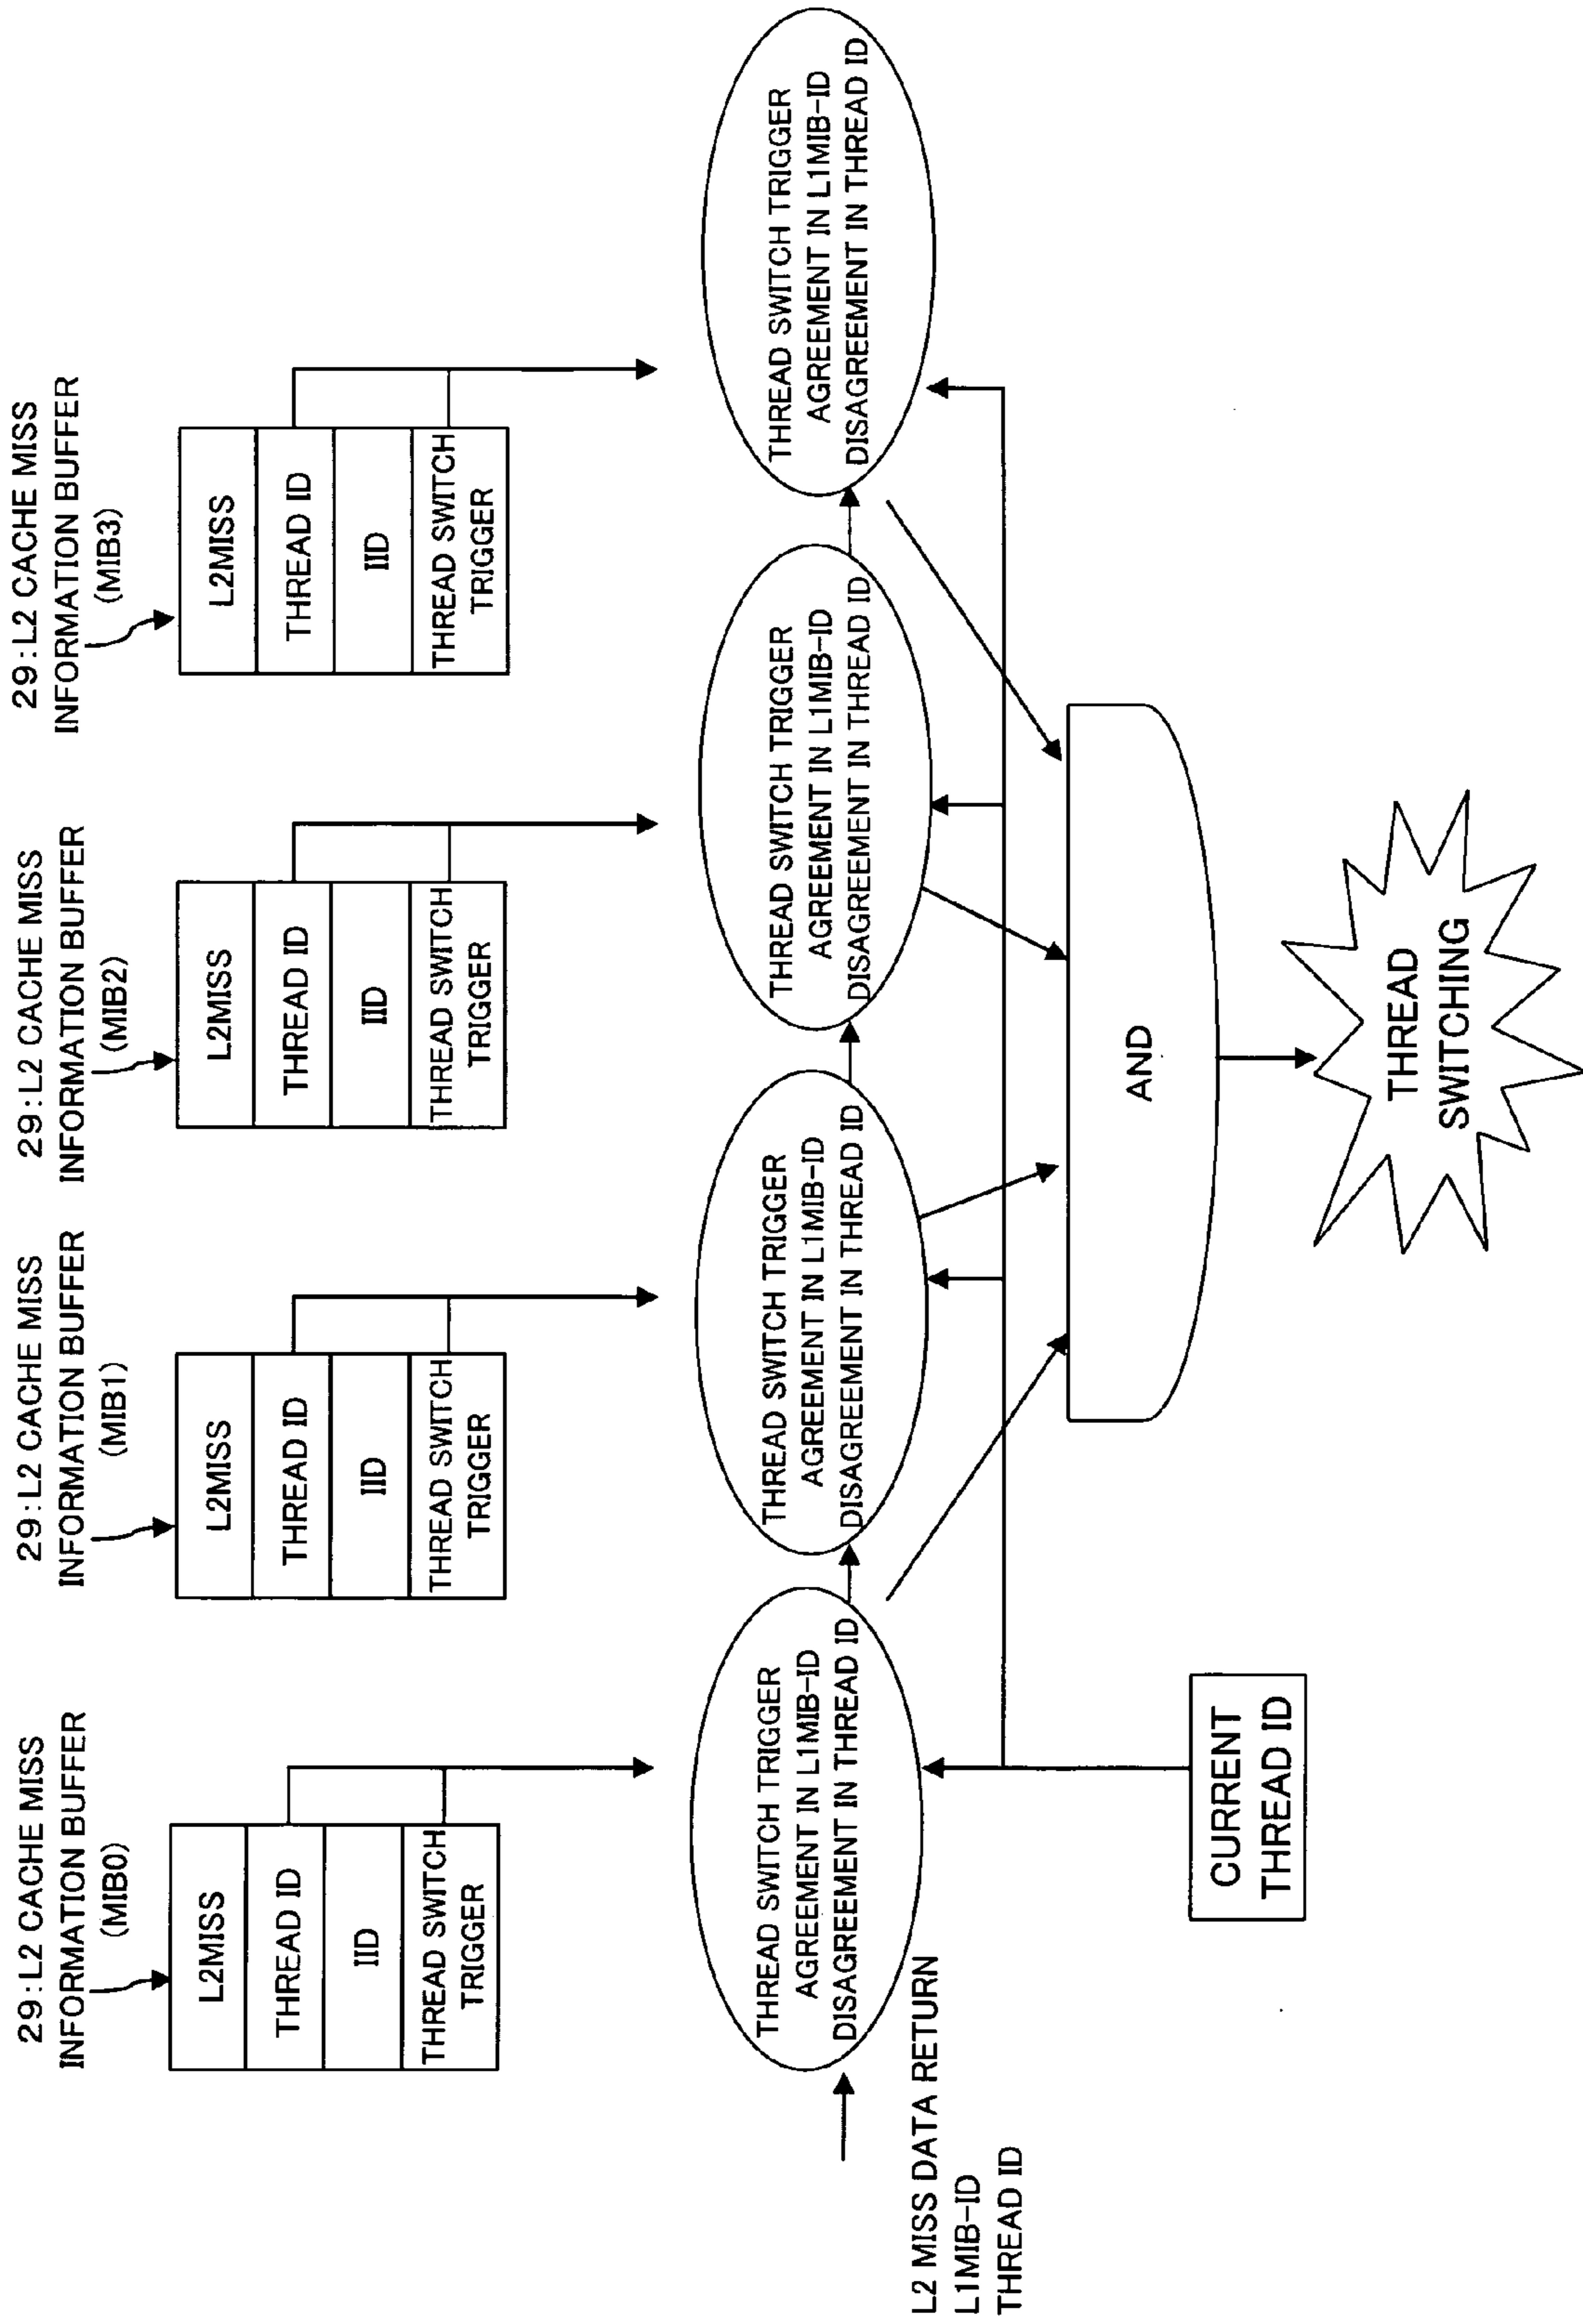 29:L2 CACHE MISS
INFORMATION BUFFER
(MIB0)
L2MISS
THREAD ID
IID
THREAD SWITCH
TRIGGER
29:L2 CACHE MISS
INFORMATION BUFFER
(MIB1)
L2MISS
THREAD ID
IID
THREAD SWITCH
TRIGGER
29:L2 CACHE MISS
INFORMATION BUFFER
(MIB2)
L2MISS
THREAD ID
IID
THREAD SWITCH
TRIGGER
29:L2 CACHE MISS
INFORMATION BUFFER
(MIB3)
L2MISS
THREAD ID
IID
THREAD SWITCH
TRIGGER
THREAD SWITCH TRIGGER
AGREEMENT IN L1MIB-ID
DISAGREEMENT IN THREAD ID
THREAD SWITCH TRIGGER
AGREEMENT IN L1MIB-ID
DISAGREEMENT IN THREAD ID
THREAD SWITCH TRIGGER
AGREEMENT IN L1MIB-ID
DISAGREEMENT IN THREAD ID
THREAD SWITCH TRIGGER
AGREEMENT IN L1MIB-ID
DISAGREEMENT IN THREAD ID
L2 MISS DATA RETURN
L1MIB-ID
THREAD ID
CURRENT
THREAD ID
AND
THREAD
SWITCHING